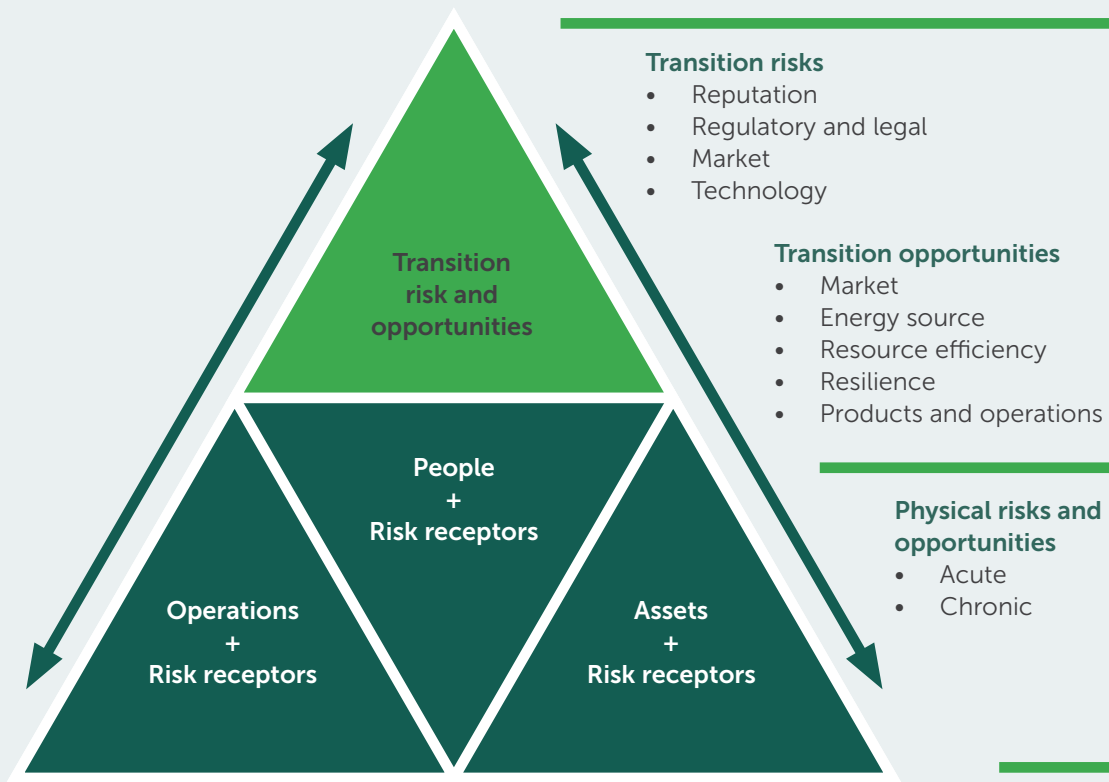 Transition risks
• Reputation
• Regulatory and legal
• Market
• Technology
Transition opportunities
• Market
• Energy source
• Resource efficiency
• Resilience
• Products and operations
Physical risks and
opportunities
• Acute
• Chronic
Transition
risk and
opportunities
People
+
Risk receptors
Operations
+
Risk receptors
Assets
+
Risk receptors